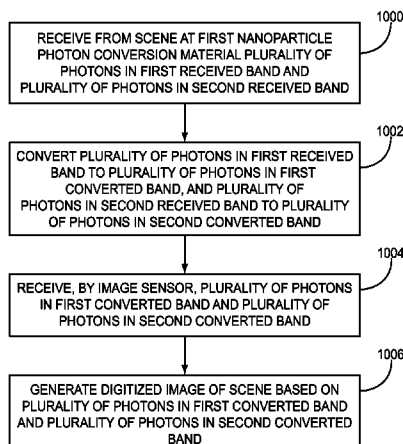 1000
RECEIVE FROM SCENE AT FIRST NANOPARTICLE
PHOTON CONVERSION MATERIAL PLURALITY OF
PHOTONS IN FIRST RECEIVED BAND AND
PLURALITY OF PHOTONS IN SECOND RECEIVED BAND
1002
CONVERT PLURALITY OF PHOTONS IN FIRST RECEIVED
BAND TO PLURALITY OF PHOTONS IN FIRST
CONVERTED BAND, AND PLURALITY OF
PHOTONS IN SECOND RECEIVED BAND TO PLURALITY
OF PHOTONS IN SECOND CONVERTED BAND
1004
RECEIVE, BY IMAGE SENSOR, PLURALITY OF PHOTONS
IN FIRST CONVERTED BAND AND PLURALITY OF
PHOTONS IN SECOND CONVERTED BAND
1006
GENERATE DIGITIZED IMAGE OF SCENE BASED ON
PLURALITY OF PHOTONS IN FIRST CONVERTED BAND
AND PLURALITY OF PHOTONS IN SECOND CONVERTED
BAND